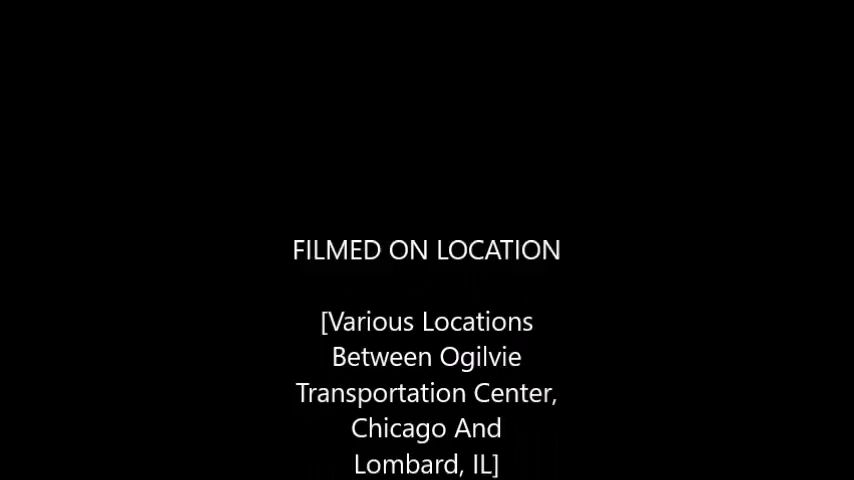 FILMED ON LOCATION
[Various Locations
Between Ogilvie
Transportation Center,
Chicago And
Lombard, IL]